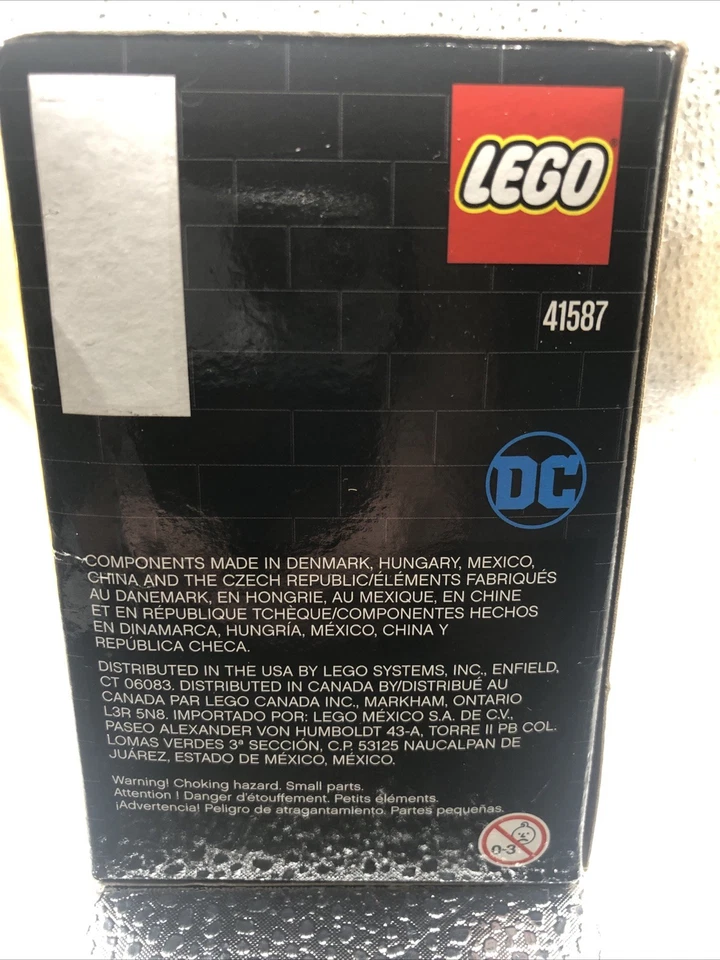 LEGO
41587
DC
COMPONENTS MADE IN DENMARK, HUNGARY, MEXICO,
CHINA AND THE CZECH REPUBLIC/ÉLÉMENTS FABRIQUÉS
AU DANEMARK, EN HONGRIE, AU MEXIQUE, EN CHINE
ET EN RÉPUBLIQUE TCHÈQUE/COMPONENTES HECHOS
EN DINAMARCA, HUNGRÍA, MÉXICO, CHINA Y
REPÚBLICA CHECA.
DISTRIBUTED IN THE USA BY LEGO SYSTEMS, INC., ENFIELD,
CT 06083. DISTRIBUTED IN CANADA BY/DISTRIBUÉ AU
CANADA PAR LEGO CANADA INC., MARKHAM, ONTARIO
L3R 5N8. IMPORTADO POR: LEGO MÉXICO S.A. DE C.V.,
PASEO ALEXANDER VON HUMBOLDT 43-A, TORRE II PB COL.
LOMAS VERDES 3ª SECCIÓN, C.P. 53125 NAUCALPAN DE
JUÁREZ, ESTADO DE MÉXICO, MÉXICO.
Warning! Choking hazard. Small parts.
Attention ! Danger d'étouffement. Petits éléments.
¡Advertencia! Peligro de atragantamiento. Partes pequeñas.
0-3